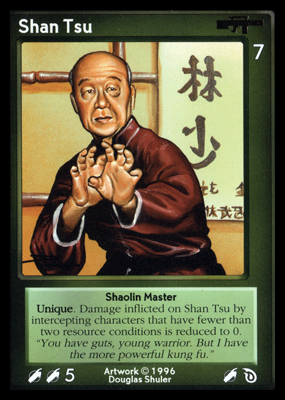 Shan Tsu
7
林
少
Shaolin Master
Unique. Damage inflicted on Shan Tsu by
intercepting characters that have fewer than
two resource conditions is reduced to 0.
"You have guts, young warrior. But I have
the more powerful kung fu."
5
Artwork © 1996
Douglas Shuler